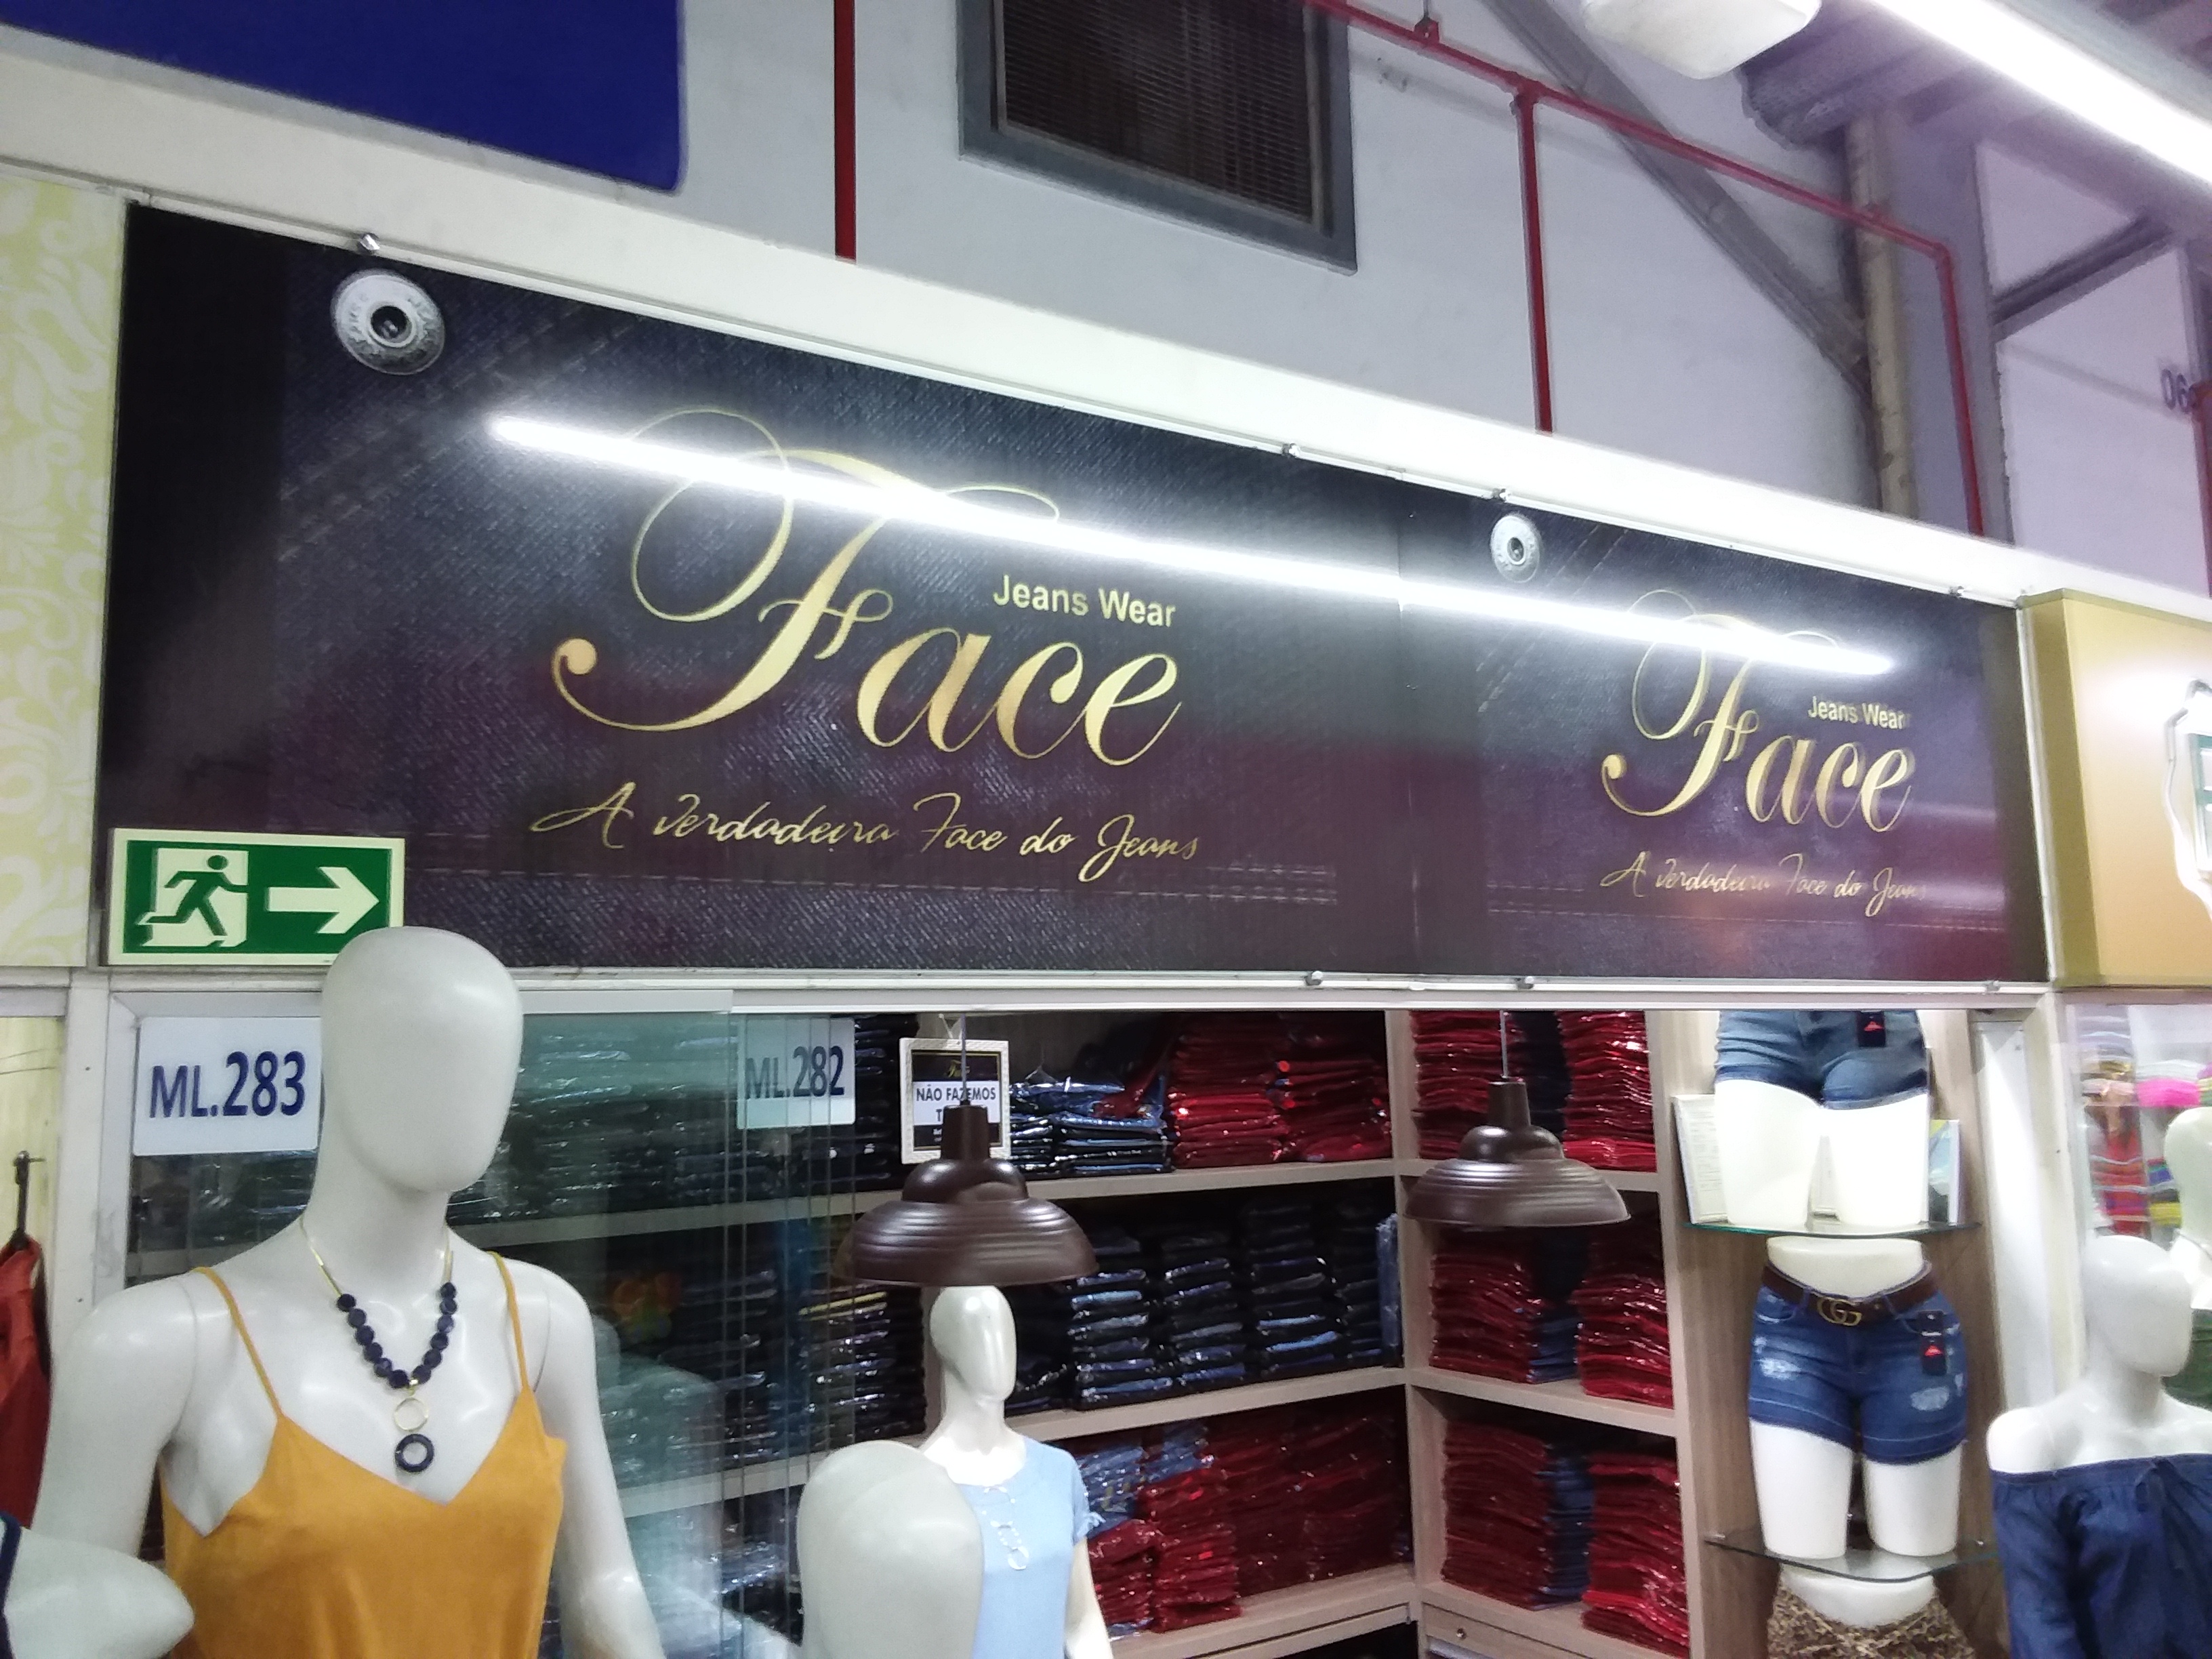 Jeans Wear
Face
A Verdadeira Face do Jeans
Jeans Wear
Face
A Verdadeira Face do Jeans
ML.283
ML.282
NÃO FAZEMOS
06